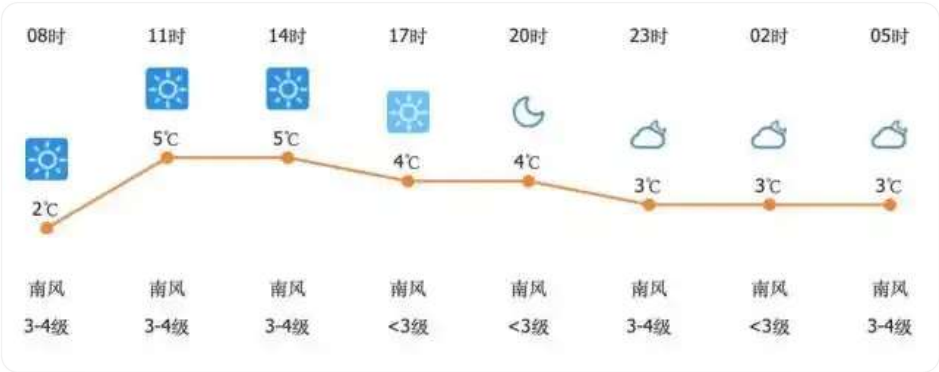 08时 11时 14时 17时 20时 23时 02时 05时
5℃ 5℃
4℃ 4℃
3℃ 3℃ 3℃
2℃
南风 南风 南风 南风 南风 南风 南风 南风
3-4级 3-4级 3-4级 <3级 <3级 3-4级 <3级 3-4级